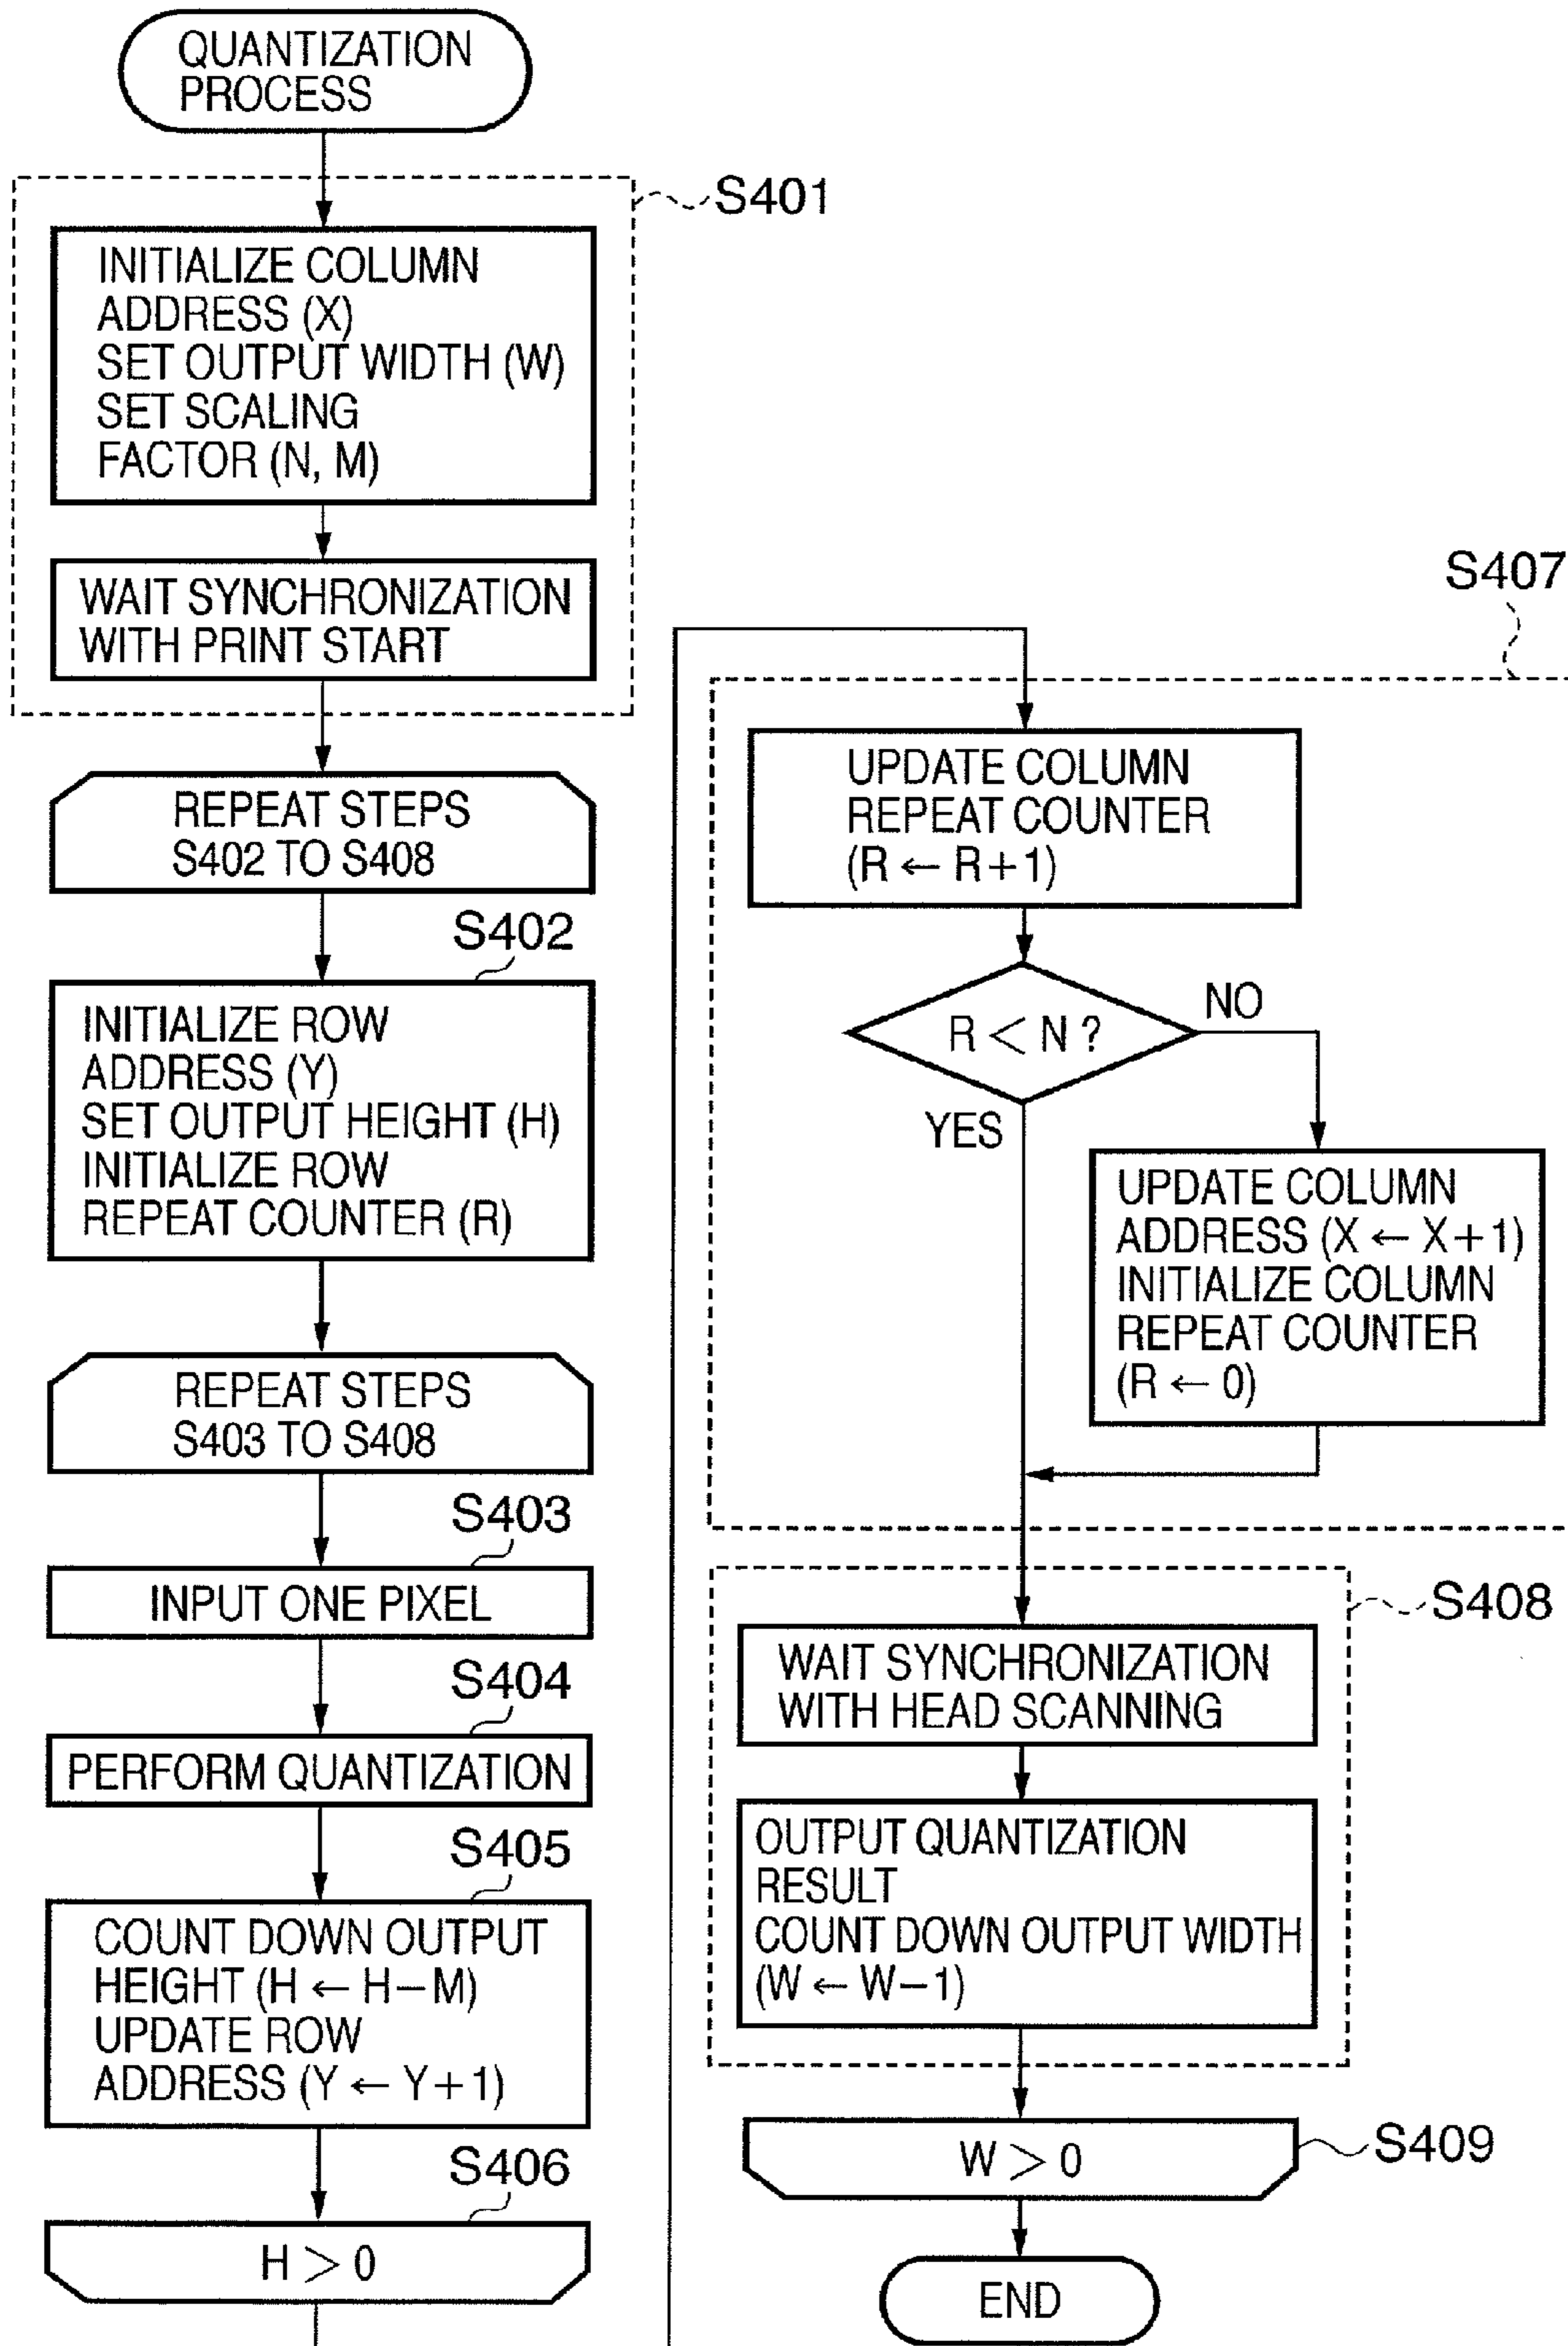 QUANTIZATION
PROCESS
S401
INITIALIZE COLUMN
ADDRESS (X)
SET OUTPUT WIDTH (W)
SET SCALING
FACTOR (N, M)
WAIT SYNCHRONIZATION
WITH PRINT START
REPEAT STEPS
S402 TO S408
S402
INITIALIZE ROW
ADDRESS (Y)
SET OUTPUT HEIGHT (H)
INITIALIZE ROW
REPEAT COUNTER (R)
REPEAT STEPS
S403 TO S408
S403
INPUT ONE PIXEL
S404
PERFORM QUANTIZATION
S405
COUNT DOWN OUTPUT
HEIGHT (H ← H−M)
UPDATE ROW
ADDRESS (Y ← Y+1)
S406
H > 0
S407
UPDATE COLUMN
REPEAT COUNTER
(R ← R+1)
R < N ?
NO
YES
UPDATE COLUMN
ADDRESS (X ← X+1)
INITIALIZE COLUMN
REPEAT COUNTER
(R ← 0)
S408
WAIT SYNCHRONIZATION
WITH HEAD SCANNING
OUTPUT QUANTIZATION
RESULT
COUNT DOWN OUTPUT WIDTH
(W ← W−1)
W > 0
S409
END